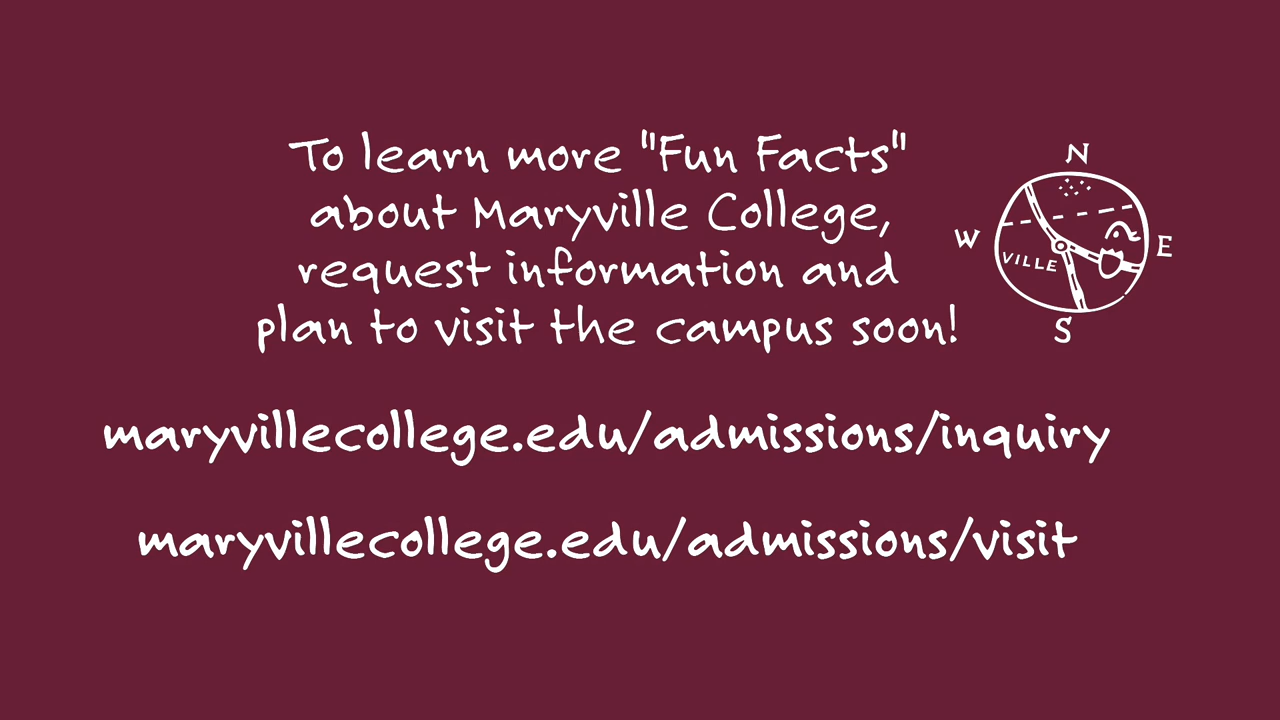 To learn more "Fun Facts"
about Maryville College,
request information and
plan to visit the campus soon!
N
W
E
VILLE
S
maryvillecollege.edu/admissions/inquiry
maryvillecollege.edu/admissions/visit